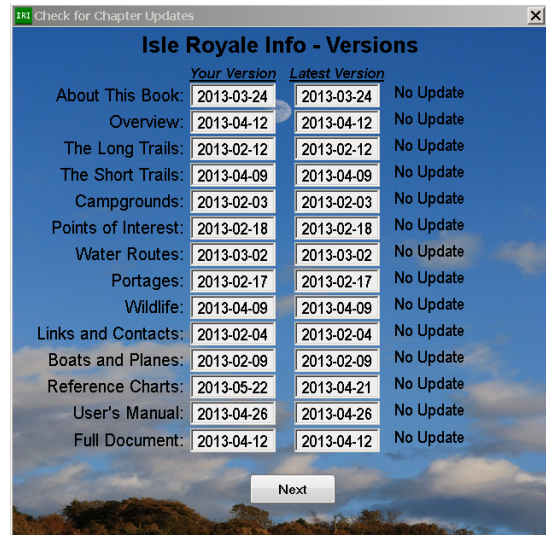 IRI Check for Chapter Updates
Isle Royale Info - Versions
Your Version Latest Version
About This Book: 2013-03-24 2013-03-24 No Update
Overview: 2013-04-12 2013-04-12 No Update
The Long Trails: 2013-02-12 2013-02-12 No Update
The Short Trails: 2013-04-09 2013-04-09 No Update
Campgrounds: 2013-02-03 2013-02-03 No Update
Points of Interest: 2013-02-18 2013-02-18 No Update
Water Routes: 2013-03-02 2013-03-02 No Update
Portages: 2013-02-17 2013-02-17 No Update
Wildlife: 2013-04-09 2013-04-09 No Update
Links and Contacts: 2013-02-04 2013-02-04 No Update
Boats and Planes: 2013-02-09 2013-02-09 No Update
Reference Charts: 2013-05-22 2013-04-21 No Update
User's Manual: 2013-04-26 2013-04-26 No Update
Full Document: 2013-04-12 2013-04-12 No Update
Next